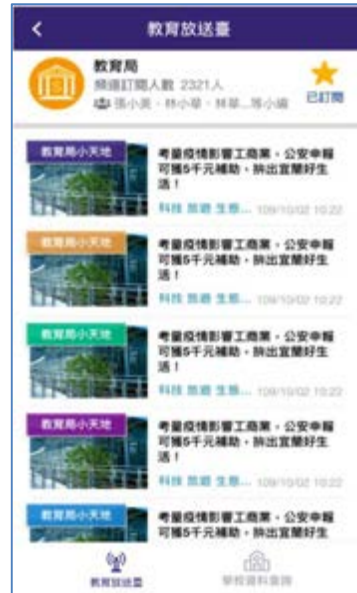 教育放送臺
教育局
頻道訂閱人數 2321人
張小美、林小華、林華...等小編
已訂閱
教育局小天地
考量疫情影響工商業，公安申報
可獲5千元補助，拚出宜蘭好生
活！
科技 旅遊 生態... 109/10/02 10:22
教育局小天地
考量疫情影響工商業，公安申報
可獲5千元補助，拚出宜蘭好生
活！
科技 旅遊 生態... 109/10/02 10:22
教育局小天地
考量疫情影響工商業，公安申報
可獲5千元補助，拚出宜蘭好生
活！
科技 旅遊 生態... 109/10/02 10:22
教育局小天地
考量疫情影響工商業，公安申報
可獲5千元補助，拚出宜蘭好生
活！
科技 旅遊 生態... 109/10/02 10:22
教育局小天地
考量疫情影響工商業，公安申報
可獲5千元補助，拚出宜蘭好生
教育放送臺
學校資料查詢